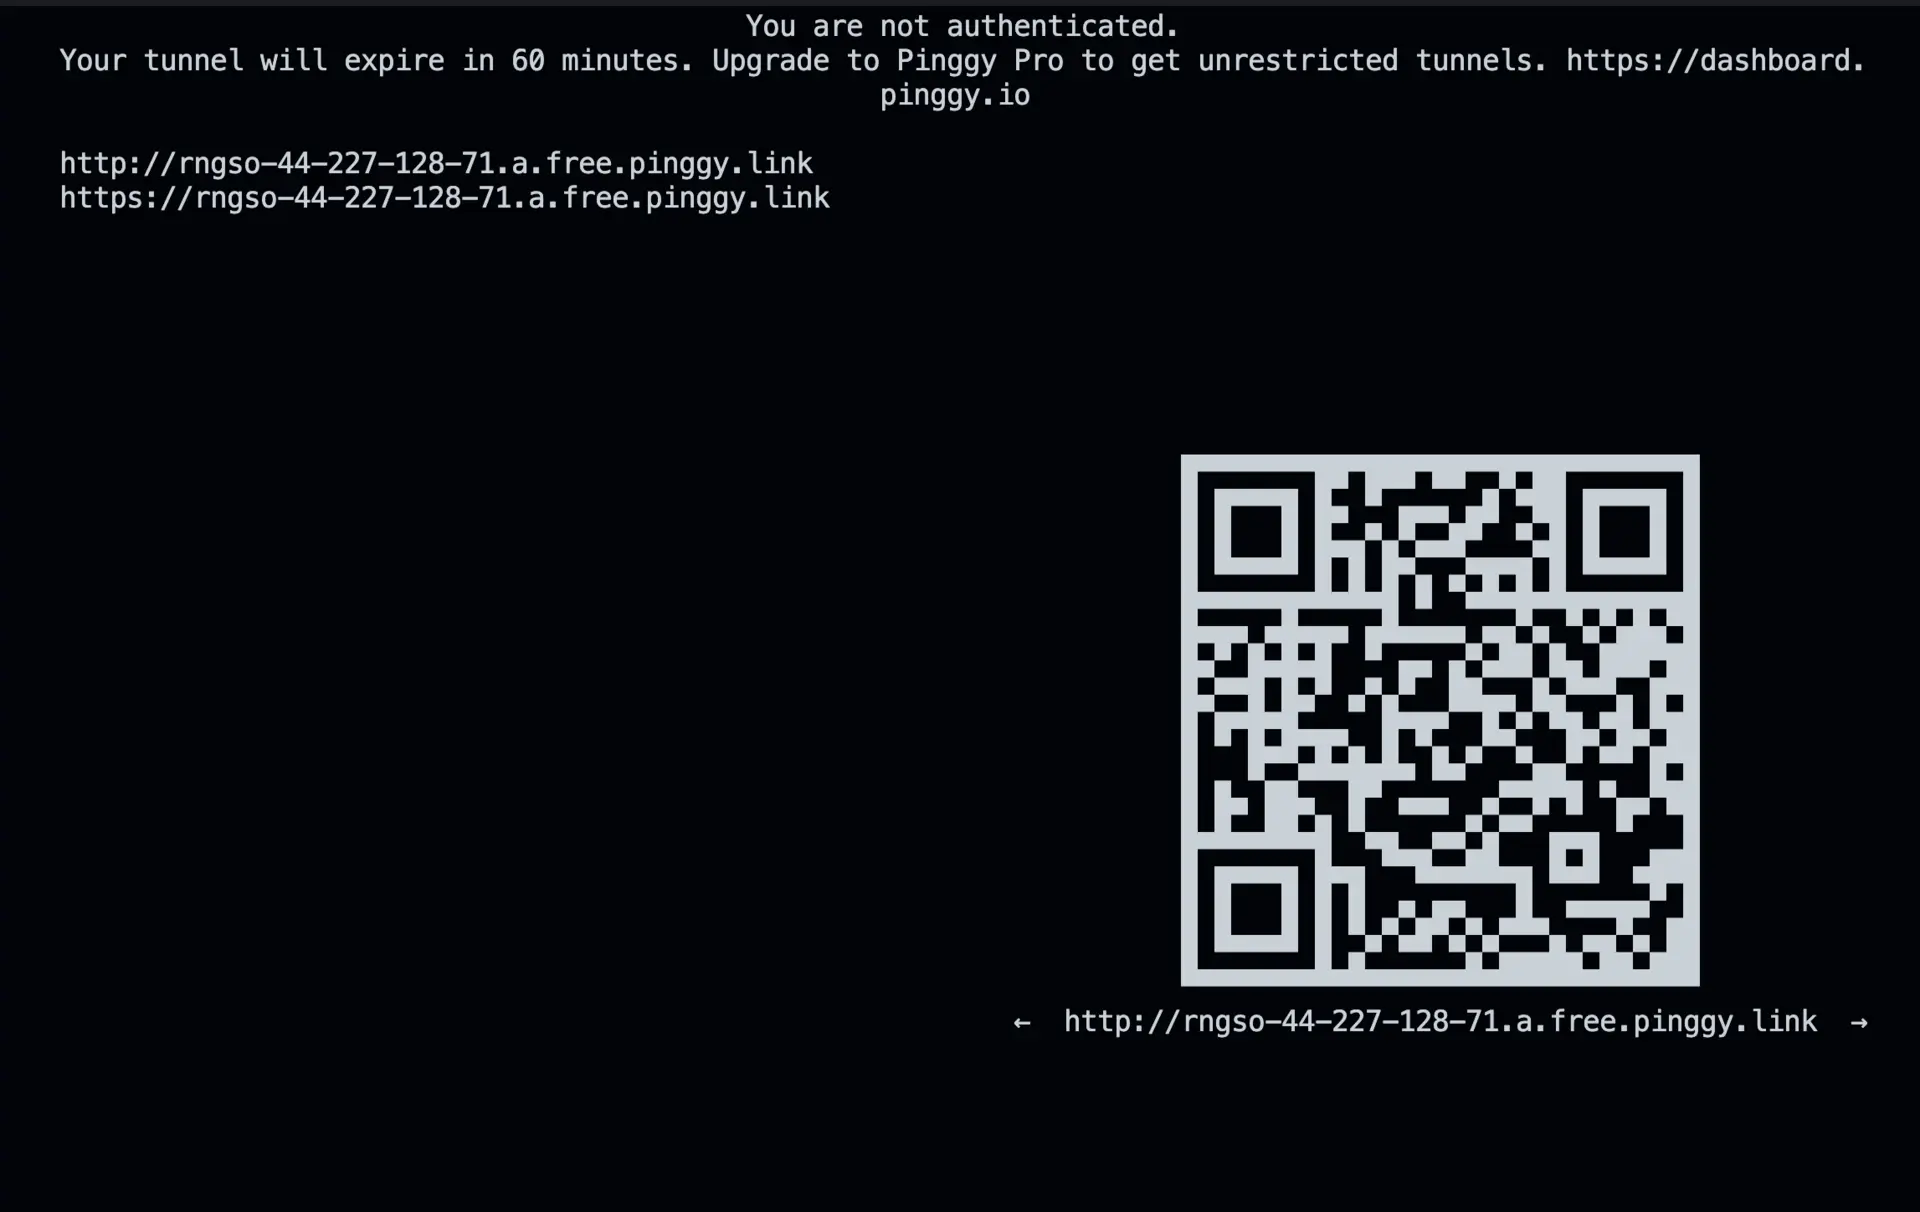 You are not authenticated.
Your tunnel will expire in 60 minutes. Upgrade to Pinggy Pro to get unrestricted tunnels. https://dashboard.
pinggy.io
http://rngso-44-227-128-71.a.free.pinggy.link
https://rngso-44-227-128-71.a.free.pinggy.link
← http://rngso-44-227-128-71.a.free.pinggy.link →